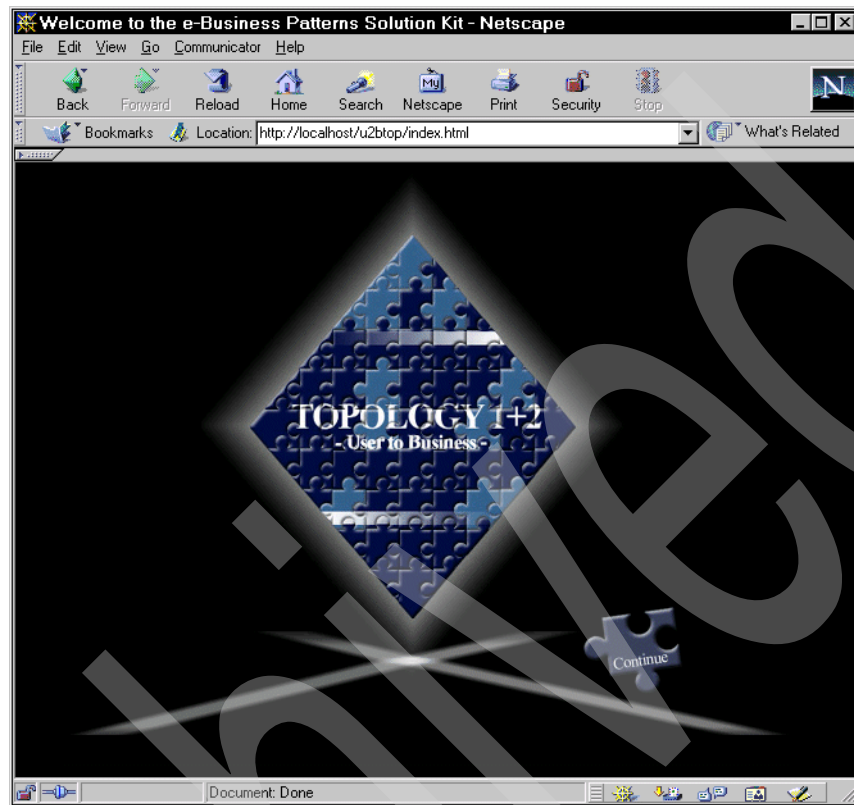 Welcome to the e-Business Patterns Solution Kit - Netscape
File Edit View Go Communicator Help
Back Forward Reload Home Search Netscape Print Security Stop
My
N
Bookmarks Location: http://localhost/u2btop/index.html What's Related
TOPOLOGY 1+2
- User to Business -
Continue
Document: Done
hived